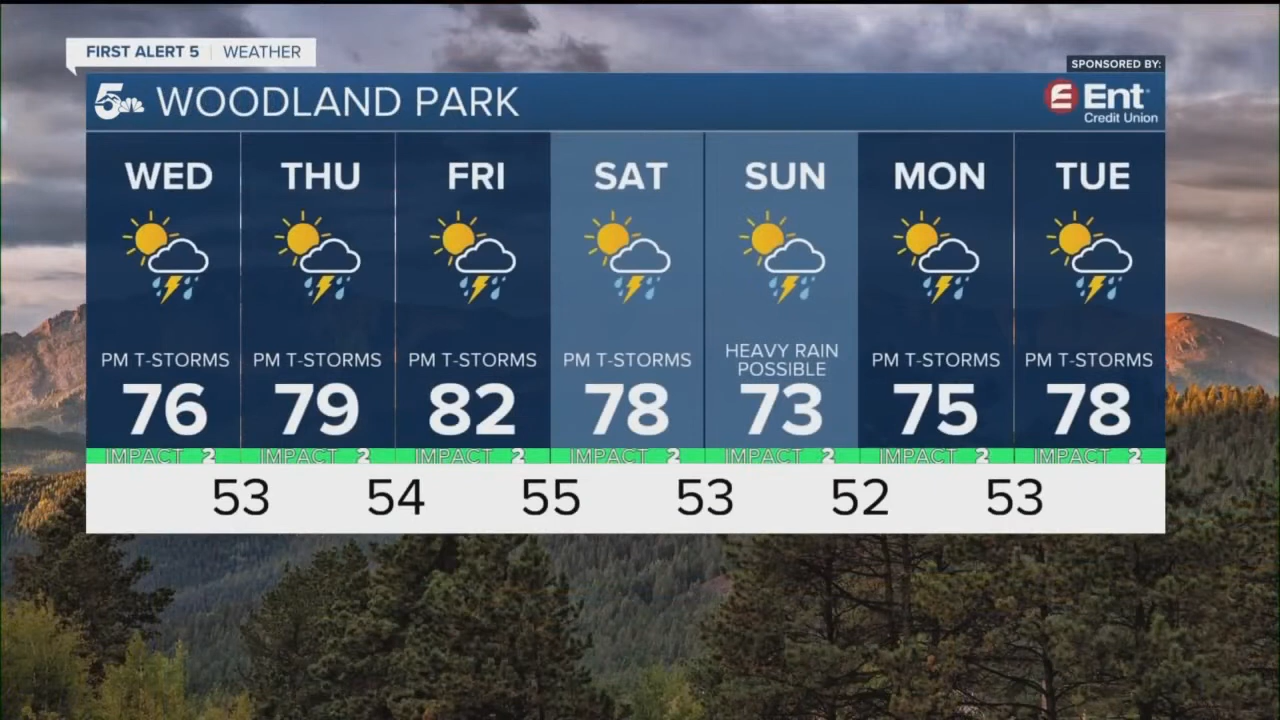 FIRST ALERT 5 | WEATHER
SPONSORED BY:
5 WOODLAND PARK
Ent
Credit Union
WED THU FRI SAT SUN MON TUE
PM T-STORMS PM T-STORMS PM T-STORMS PM T-STORMS HEAVY RAIN POSSIBLE PM T-STORMS PM T-STORMS
76 79 82 78 73 75 78
IMPACT 2 IMPACT 2 IMPACT 2 IMPACT 2 IMPACT 2 IMPACT 2 IMPACT 2
53 54 55 53 52 53